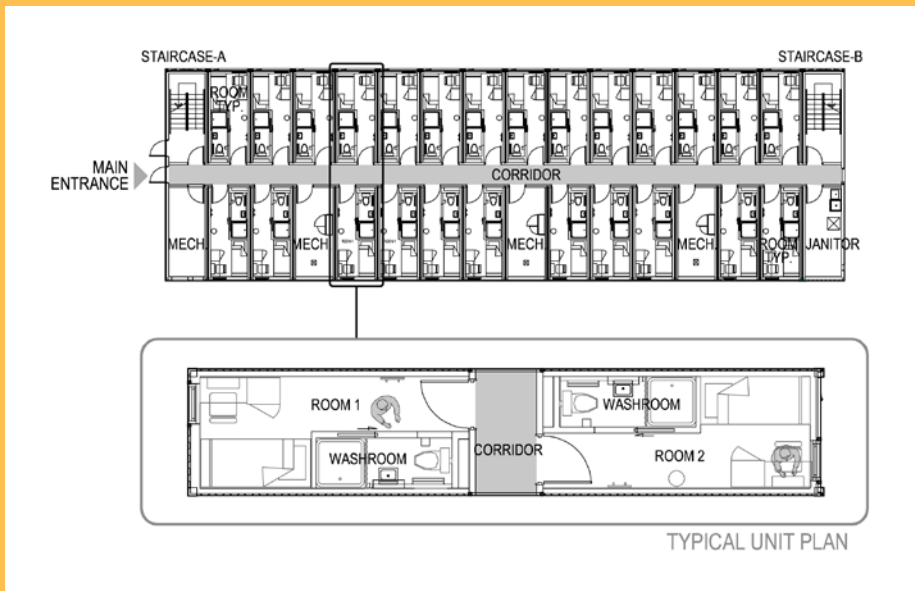 STAIRCASE-A
STAIRCASE-B
ROOM
TYP.
MAIN
ENTRANCE
CORRIDOR
MECH.
MECH.
MECH.
MECH.
ROOM
TYP.
JANITOR
ROOM 1
WASHROOM
CORRIDOR
WASHROOM
ROOM 2
TYPICAL UNIT PLAN